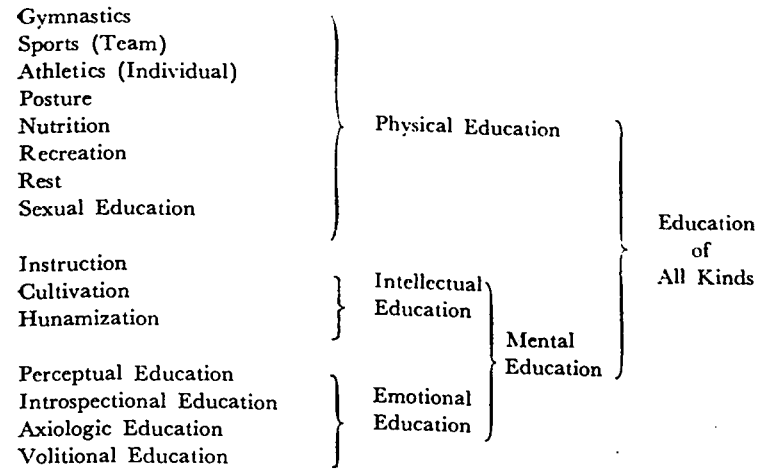 Gymnastics
Sports (Team)
Athletics (Individual)
Posture
Nutrition
Recreation
Rest
Sexual Education
Physical Education
Instruction
Cultivation
Hunamization
Intellectual
Education
Perceptual Education
Introspectional Education
Axiologic Education
Volitional Education
Emotional
Education
Mental
Education
Education
of
All Kinds